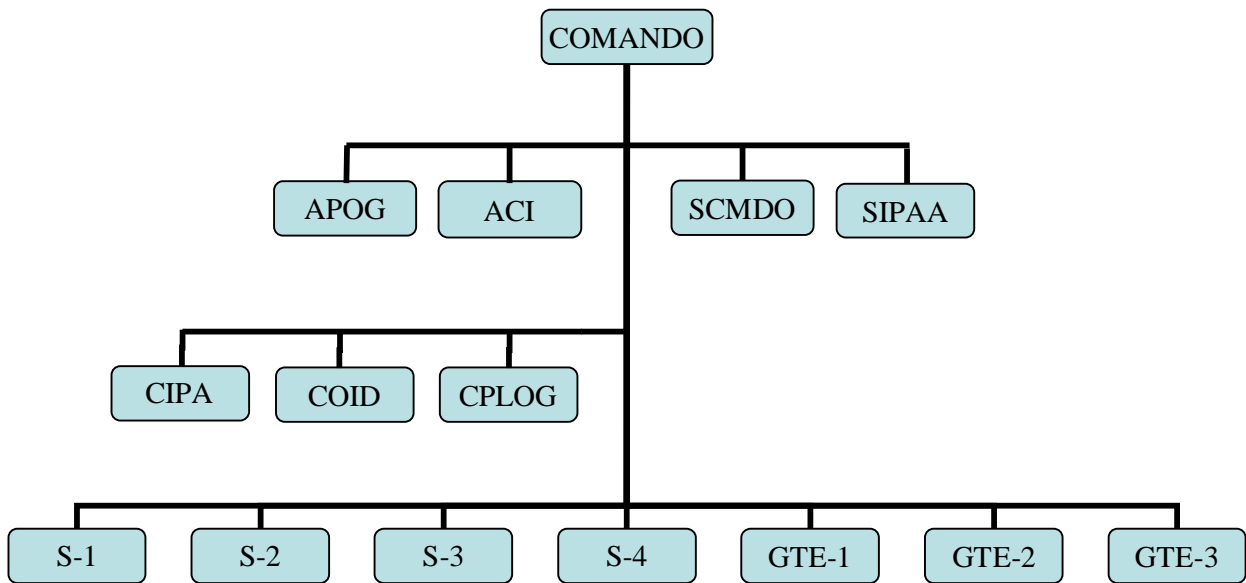 COMANDO
APOG
ACI
SCMDO
SIPAA
CIPA
COID
CPLOG
S-1
S-2
S-3
S-4
GTE-1
GTE-2
GTE-3